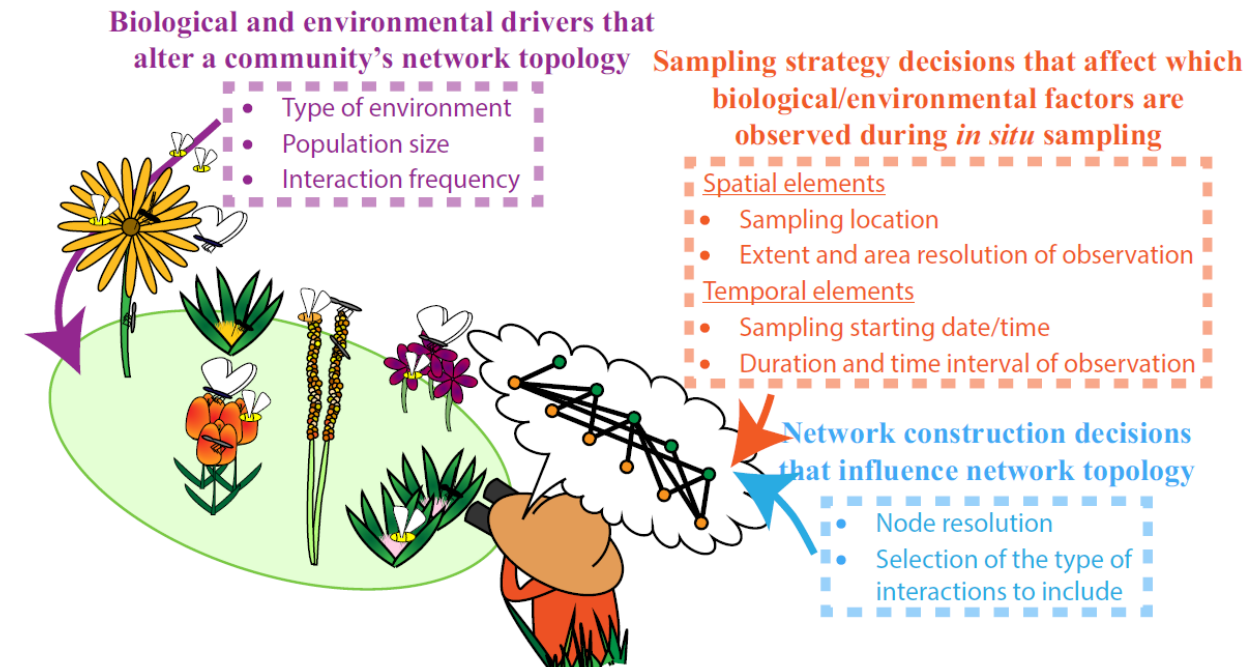 Biological and environmental drivers that
alter a community's network topology
• Type of environment
• Population size
• Interaction frequency
Sampling strategy decisions that affect which
biological/environmental factors are
observed during in situ sampling
Spatial elements
• Sampling location
• Extent and area resolution of observation
Temporal elements
• Sampling starting date/time
• Duration and time interval of observation
Network construction decisions
that influence network topology
• Node resolution
• Selection of the type of
interactions to include